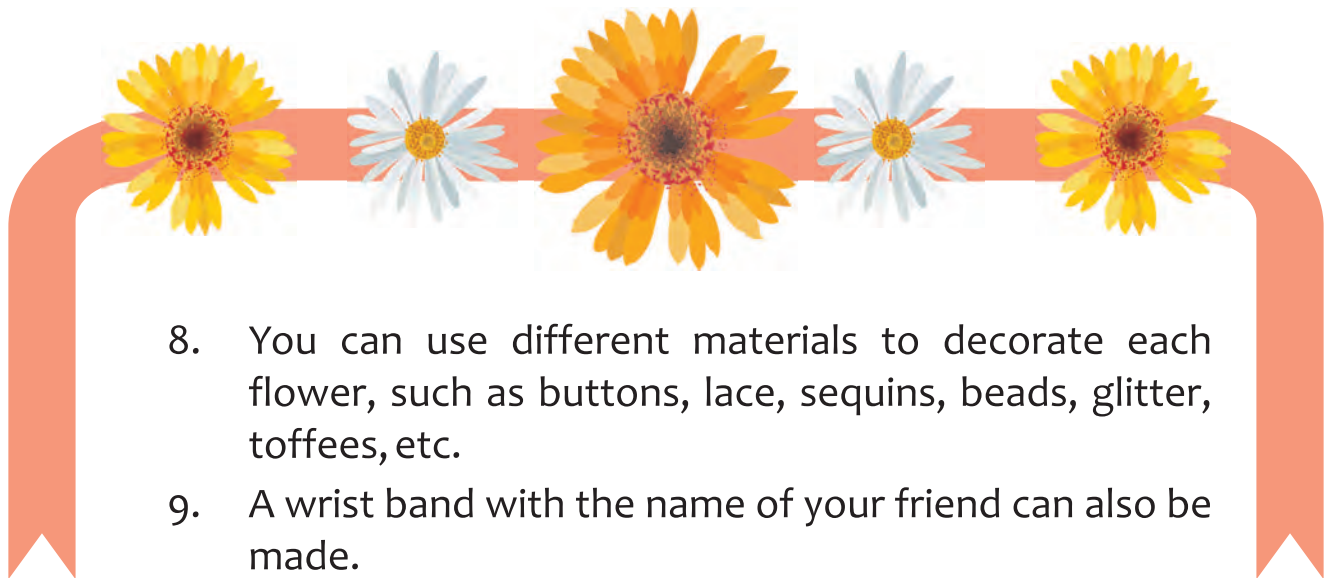 8. You can use different materials to decorate each
flower, such as buttons, lace, sequins, beads, glitter,
toffees, etc.
9. A wrist band with the name of your friend can also be
made.